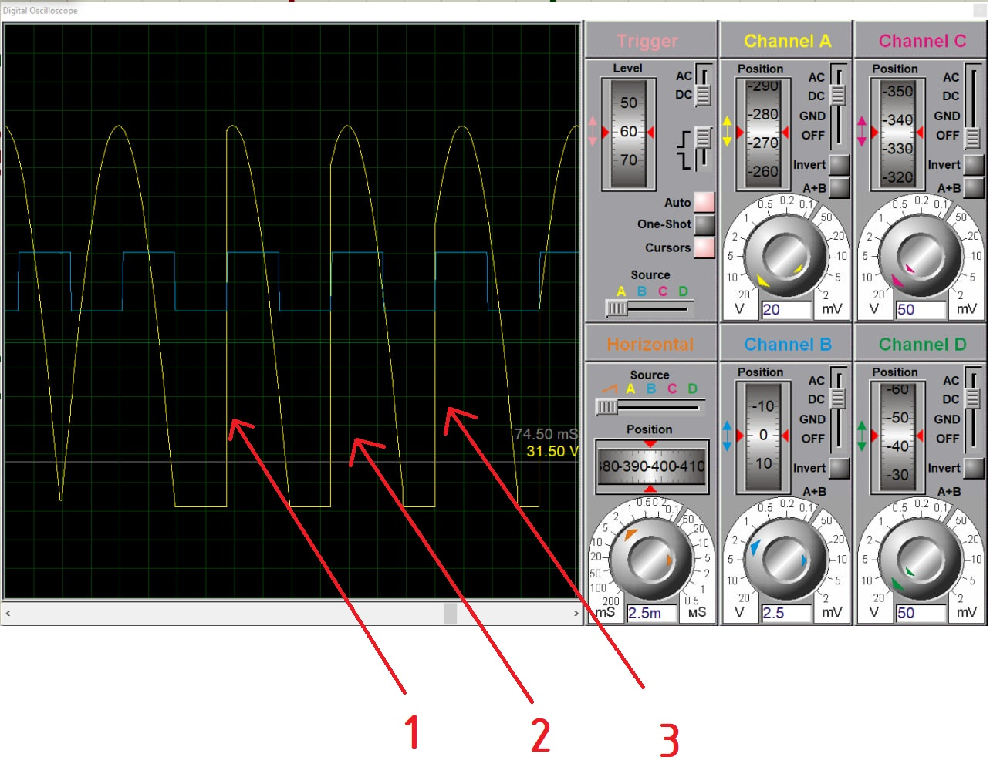 Digital Oscilloscope
74.50 mS
31.50 V
Trigger
Level
50
60
70
AC
DC
Auto
One-Shot
Cursors
Source
A B C D
Channel A
Position
-290
-280
-270
-260
AC
DC
GND
OFF
Invert
A+B
0.5 0.2 0.1
1 50
2 20
5 10
10 5
20 2
V 20 mV
Channel C
Position
-350
-340
-330
-320
AC
DC
GND
OFF
Invert
A+B
0.5 0.2 0.1
1 50
2 20
5 10
10 5
20 2
V 50 mV
Horizontal
Source
A B C D
Position
380-390-400-410
1 0.5 0.2 0.1
2 50
5 20
10 10
20 5
50 2
100 1
200 0.5
mS 2.5m мS
Channel B
Position
-10
0
10
AC
DC
GND
OFF
Invert
A+B
0.5 0.2 0.1
1 50
2 20
5 10
10 5
20 2
V 2.5 mV
Channel D
Position
-60
-50
-40
-30
AC
DC
GND
OFF
Invert
A+B
0.5 0.2 0.1
1 50
2 20
5 10
10 5
20 2
V 50 mV
1
2
3